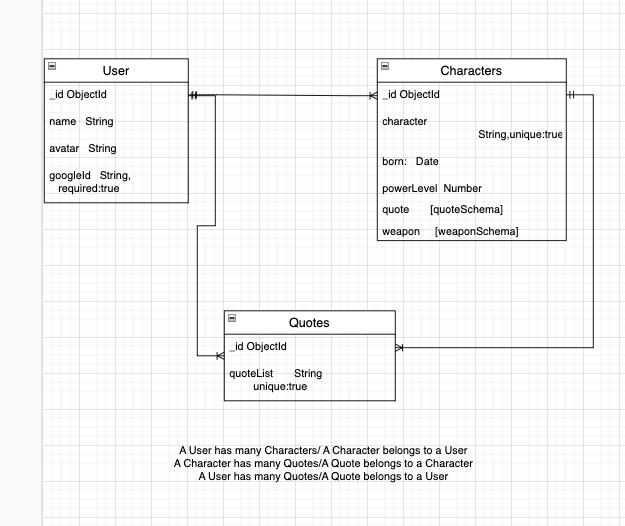 User
_id ObjectId
name String
avatar String
googleId String,
required:true
Characters
_id ObjectId
character
String,unique:true
born: Date
powerLevel Number
quote [quoteSchema]
weapon [weaponSchema]
Quotes
_id ObjectId
quoteList String
unique:true
A User has many Characters/ A Character belongs to a User
A Character has many Quotes/A Quote belongs to a Character
A User has many Quotes/A Quote belongs to a User